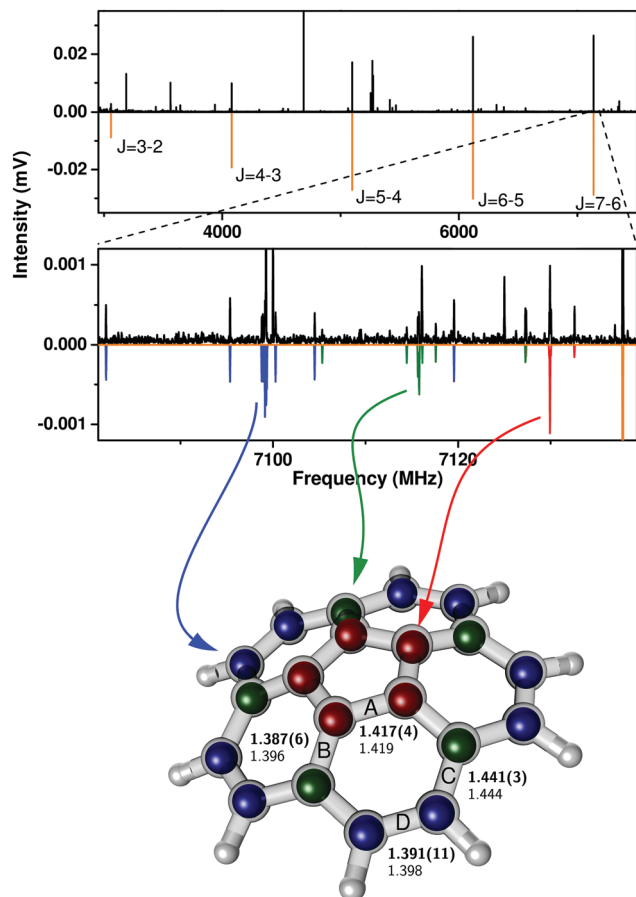 0.02
0.00
-0.02
J=3-2
J=4-3
J=5-4
J=6-5
J=7-6
4000
6000
Intensity (mV)
0.001
0.000
-0.001
7100
7120
Frequency (MHz)
A
1.417(4)
1.419
B
1.387(6)
1.396
C
1.441(3)
1.444
D
1.391(11)
1.398